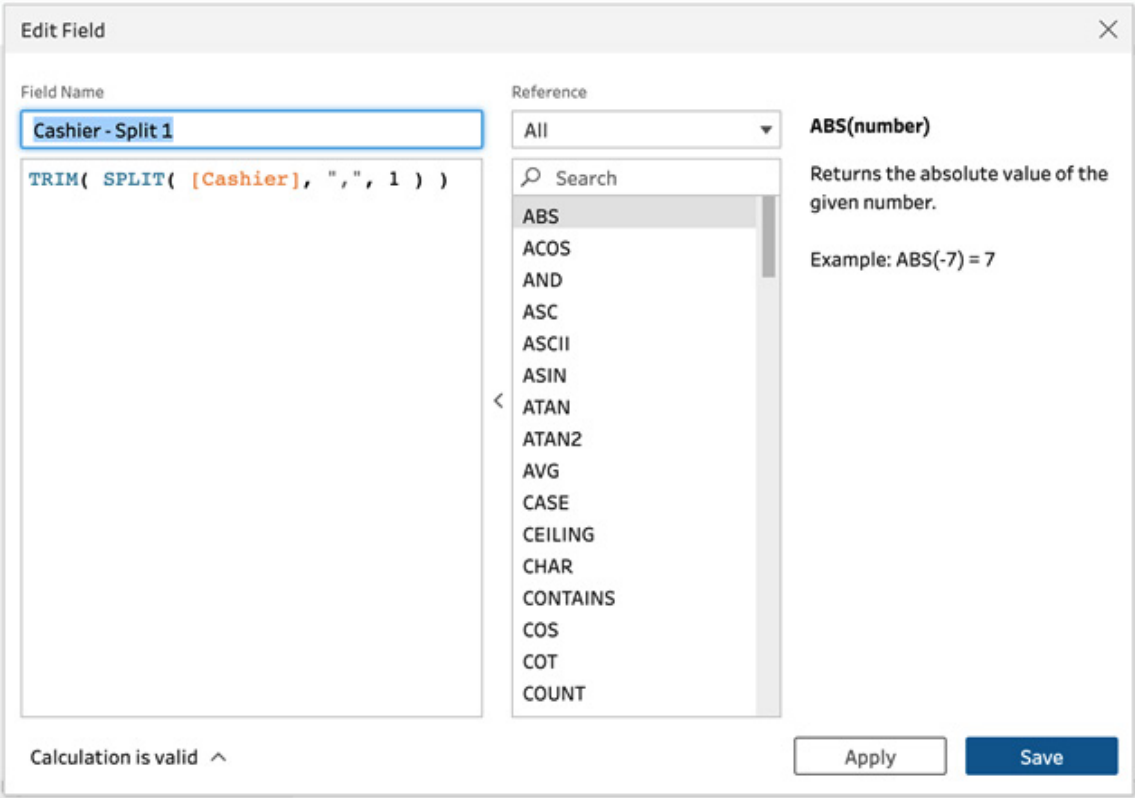 Edit Field
Field Name
Cashier - Split 1
TRIM( SPLIT( [Cashier], ",", 1 ) )
Reference
All
Search
ABS
ACOS
AND
ASC
ASCII
ASIN
ATAN
ATAN2
AVG
CASE
CEILING
CHAR
CONTAINS
COS
COT
COUNT
ABS(number)
Returns the absolute value of the
given number.
Example: ABS(-7) = 7
Calculation is valid
Apply
Save